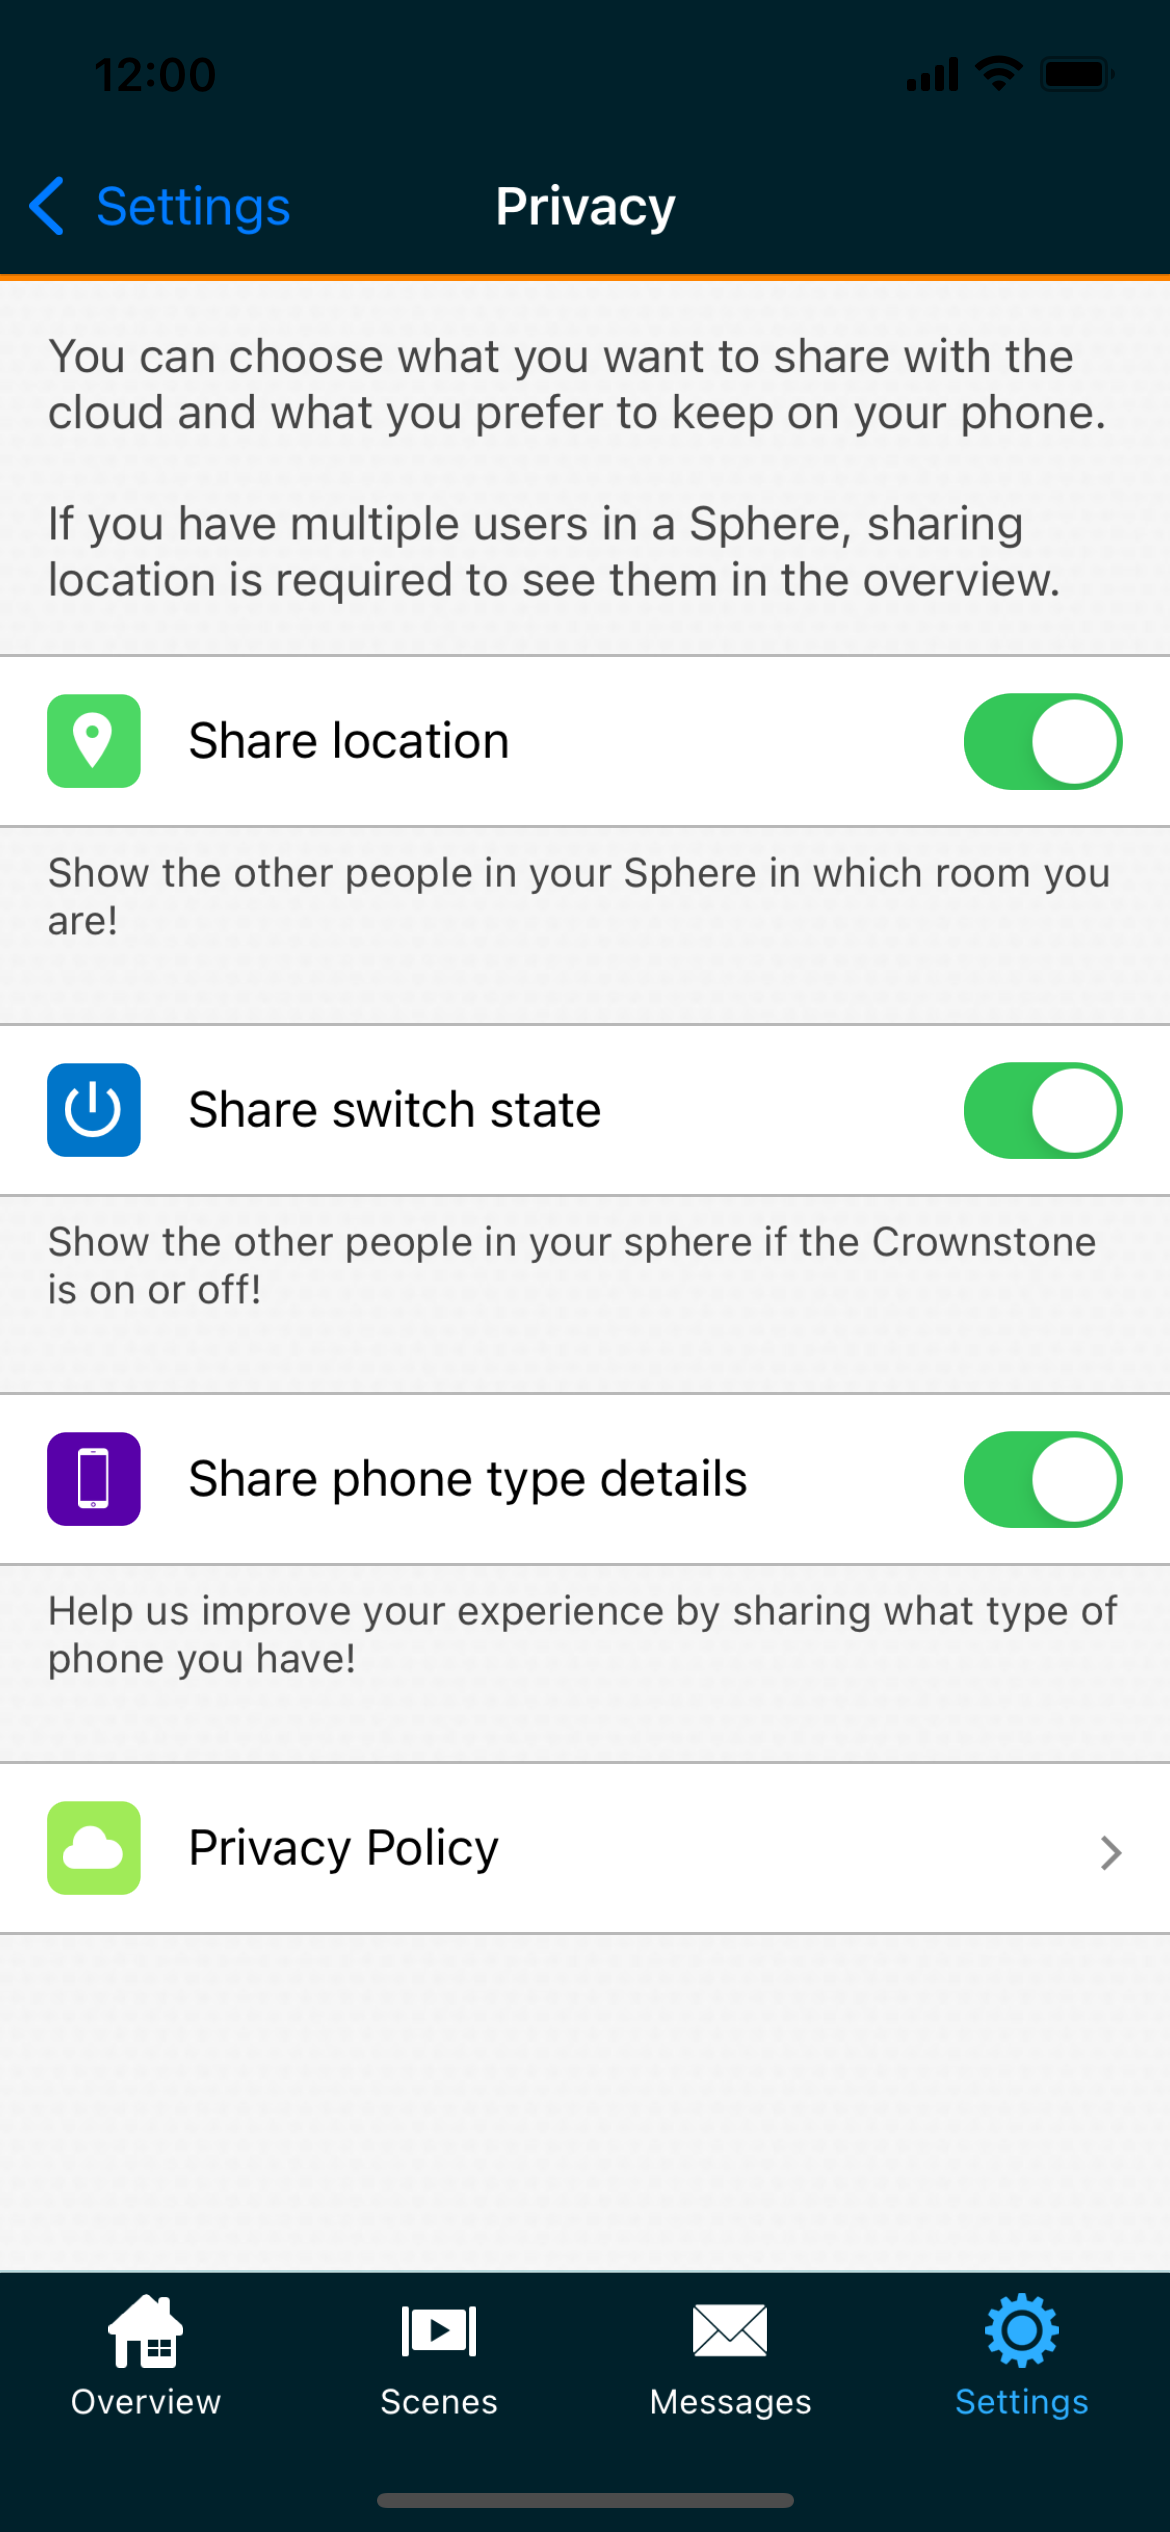 12:00
Settings
Privacy
You can choose what you want to share with the
cloud and what you prefer to keep on your phone.
If you have multiple users in a Sphere, sharing
location is required to see them in the overview.
Share location
Show the other people in your Sphere in which room you
are!
Share switch state
Show the other people in your sphere if the Crownstone
is on or off!
Share phone type details
Help us improve your experience by sharing what type of
phone you have!
Privacy Policy
Overview
Scenes
Messages
Settings